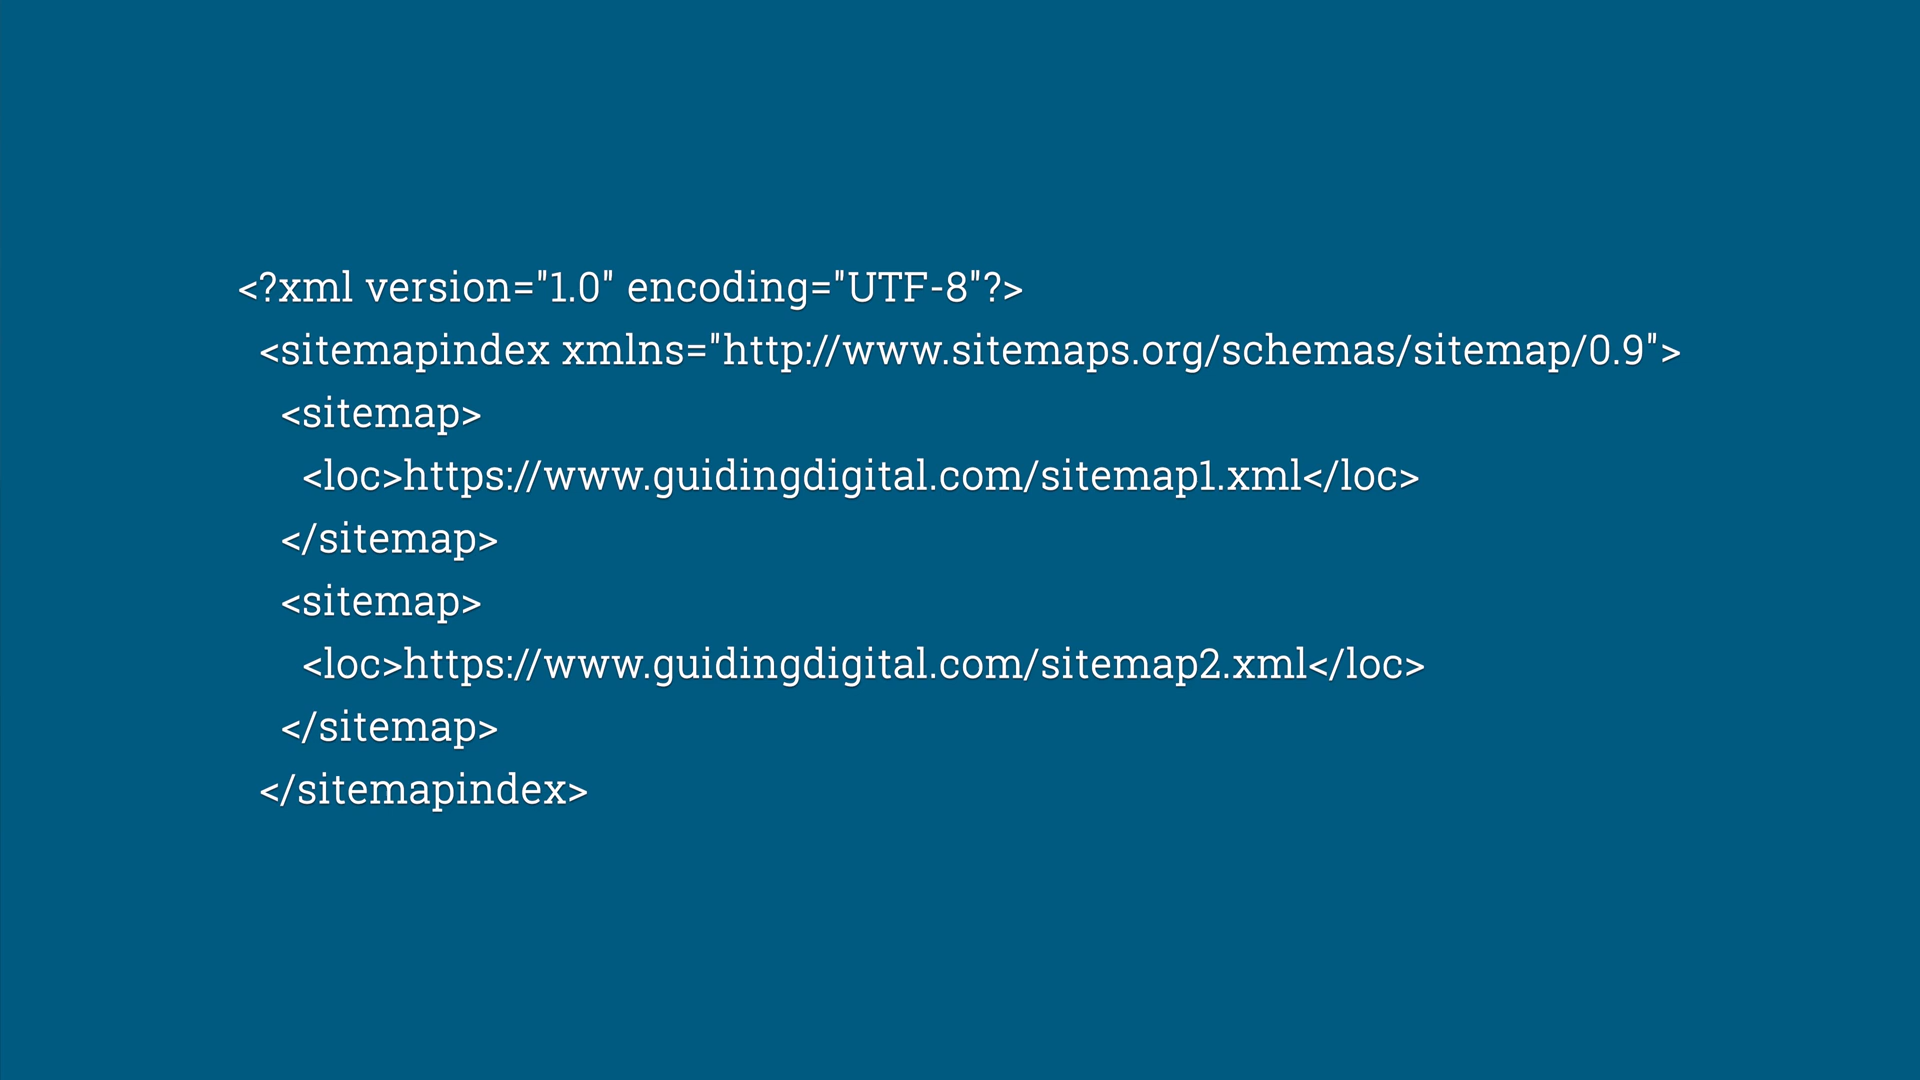 <?xml version="1.0" encoding="UTF-8"?>
<sitemapindex xmlns="http://www.sitemaps.org/schemas/sitemap/0.9">
<sitemap>
<loc>https://www.guidingdigital.com/sitemap1.xml</loc>
</sitemap>
<sitemap>
<loc>https://www.guidingdigital.com/sitemap2.xml</loc>
</sitemap>
</sitemapindex>